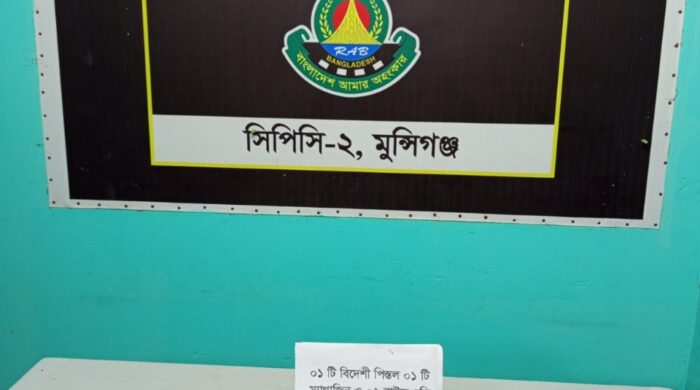 RAB
BANGLADESH
বাংলাদেশ আমার অহংকার
সিপিসি-২, মুন্সিগঞ্জ
০১ টি বিদেশী পিস্তল ০১ টি